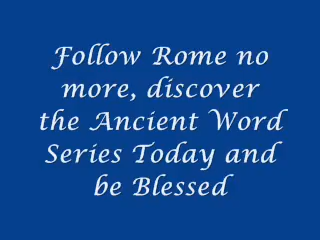 Follow Rome no
more, discover
the Ancient Word
Series Today and
be Blessed